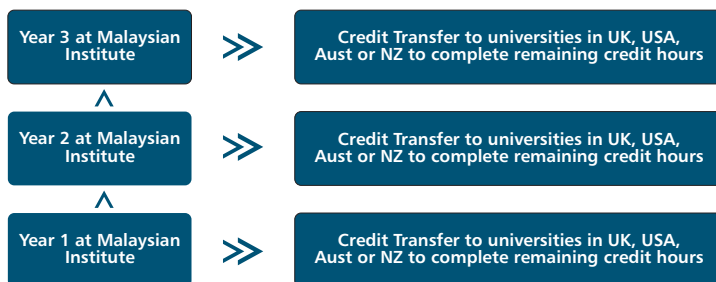 Year 3 at Malaysian
Institute
Credit Transfer to universities in UK, USA,
Aust or NZ to complete remaining credit hours
Year 2 at Malaysian
Institute
Credit Transfer to universities in UK, USA,
Aust or NZ to complete remaining credit hours
Year 1 at Malaysian
Institute
Credit Transfer to universities in UK, USA,
Aust or NZ to complete remaining credit hours